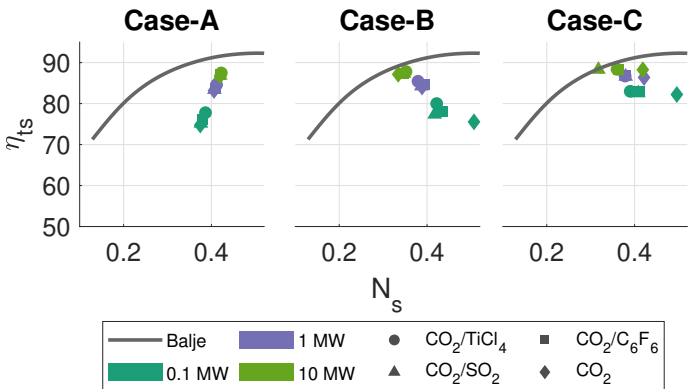 Case-A Case-B Case-C
90
80
70
60
50
η_ts
0.2 0.4 0.2 0.4 0.2 0.4
N_s
Balje 1 MW CO₂/TiCl₄ CO₂/C₆F₆
0.1 MW 10 MW CO₂/SO₂ CO₂